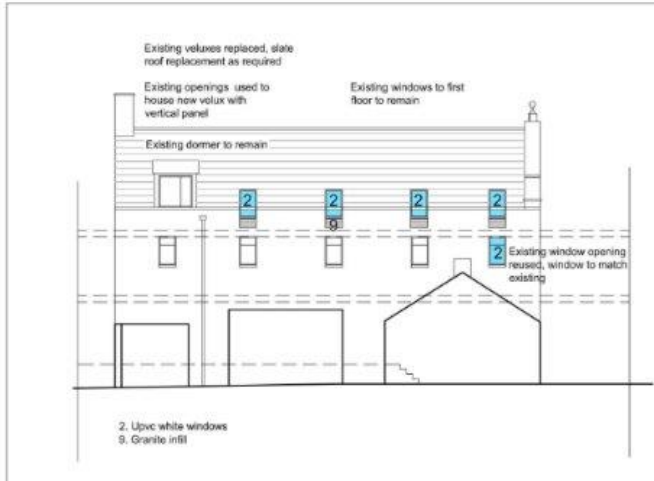 Existing veluxes replaced, slate
roof replacement as required
Existing openings used to
house new velux with
vertical panel
Existing windows to first
floor to remain
Existing dormer to remain
2
2
2
2
9
2
Existing window opening
reused, window to match
existing
2. Upvc white windows
9. Granite infill